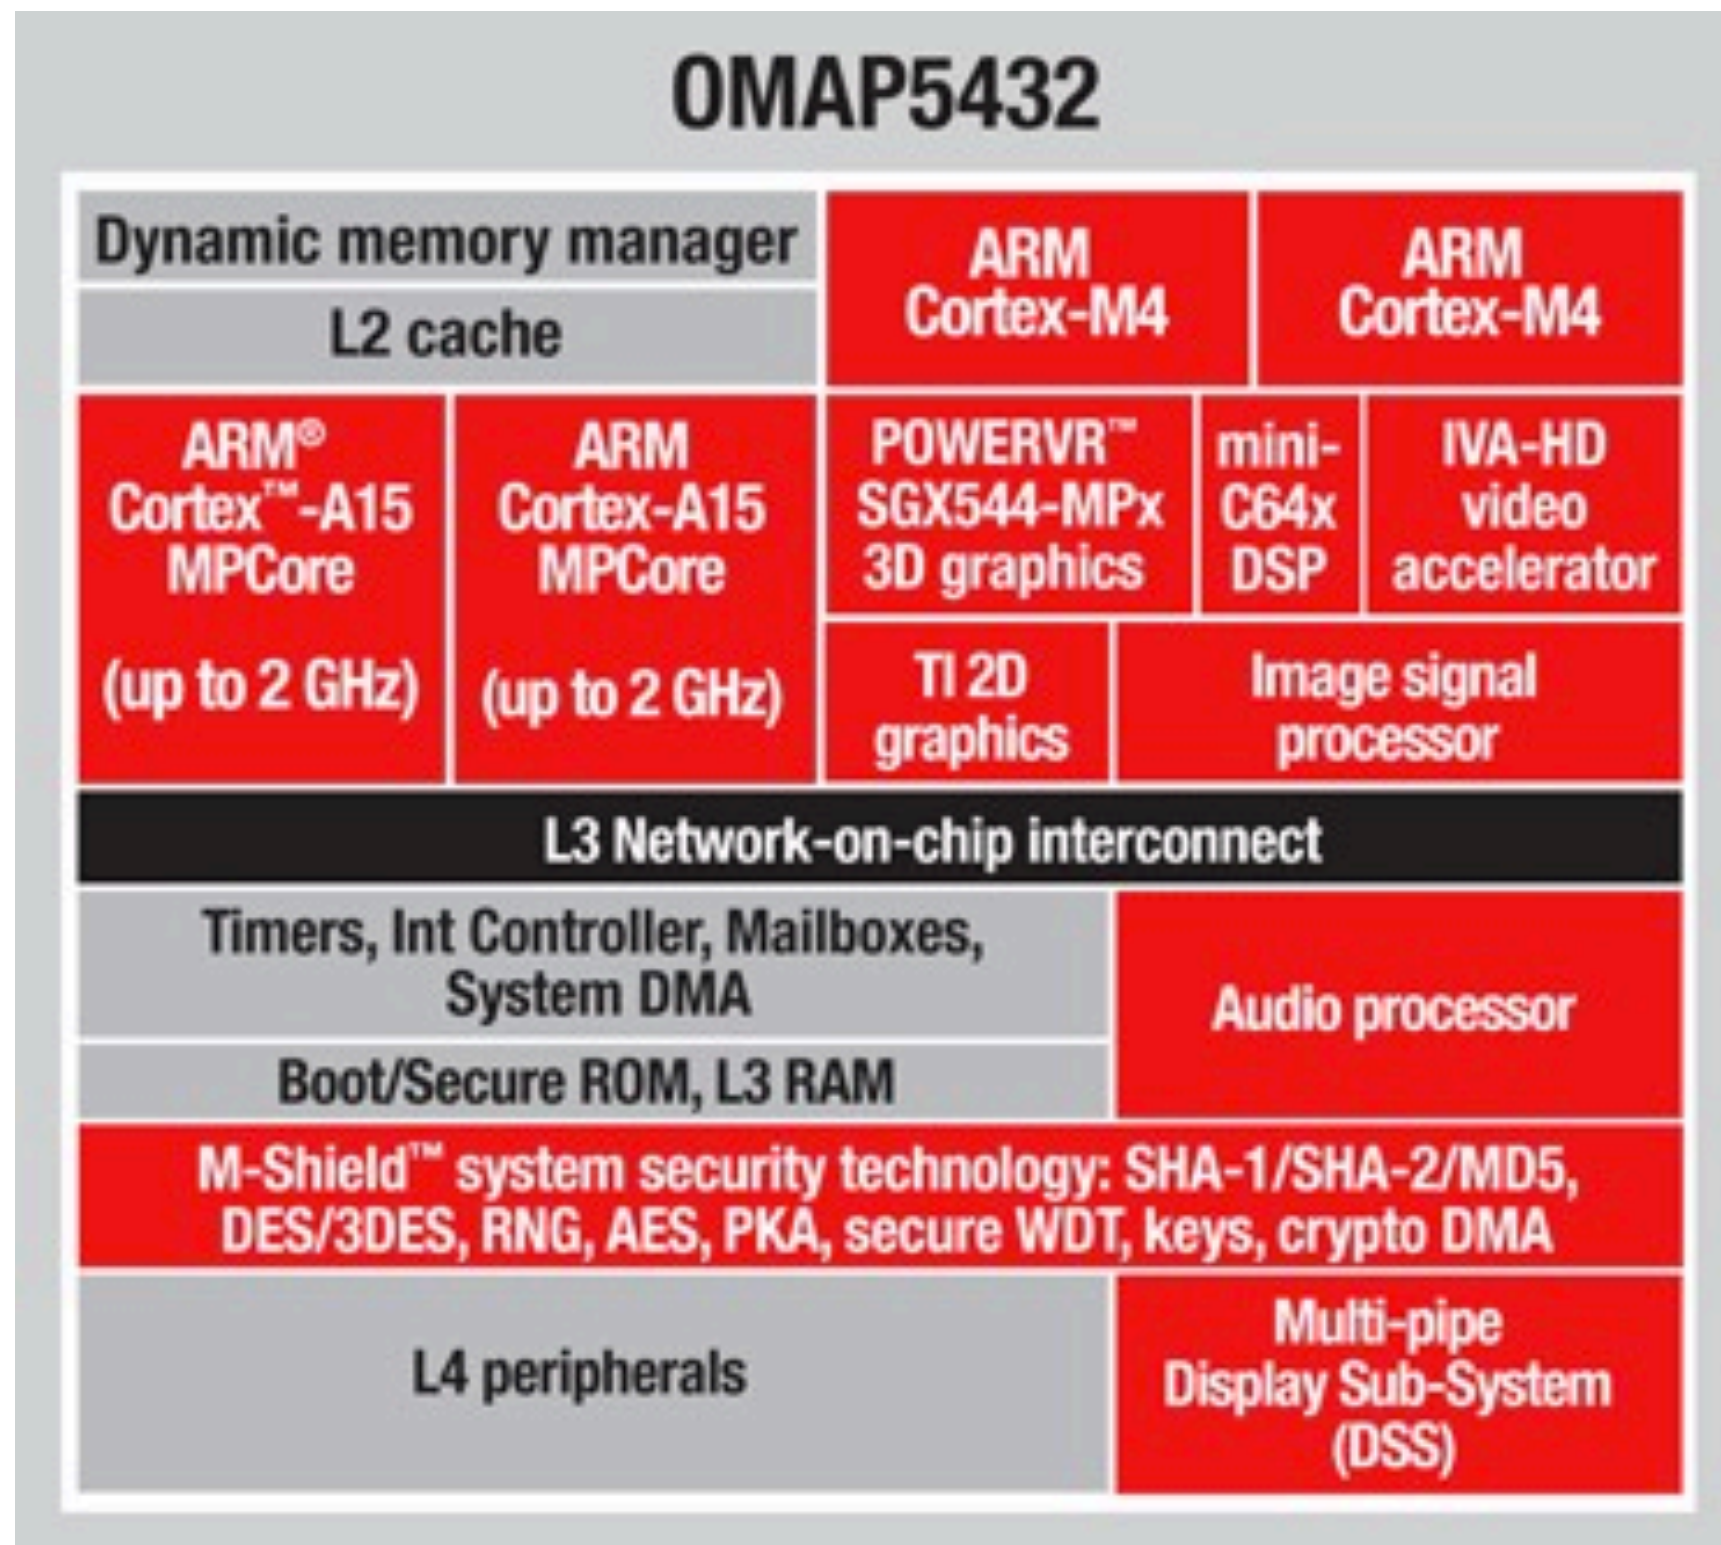 OMAP5432
Dynamic memory manager
L2 cache
ARM
Cortex-M4
ARM
Cortex-M4
ARM®
Cortex™-A15
MPCore
(up to 2 GHz)
ARM
Cortex-A15
MPCore
(up to 2 GHz)
POWERVR™
SGX544-MPx
3D graphics
mini-
C64x
DSP
IVA-HD
video
accelerator
TI 2D
graphics
Image signal
processor
L3 Network-on-chip interconnect
Timers, Int Controller, Mailboxes,
System DMA
Boot/Secure ROM, L3 RAM
Audio processor
M-Shield™ system security technology: SHA-1/SHA-2/MD5,
DES/3DES, RNG, AES, PKA, secure WDT, keys, crypto DMA
L4 peripherals
Multi-pipe
Display Sub-System
(DSS)